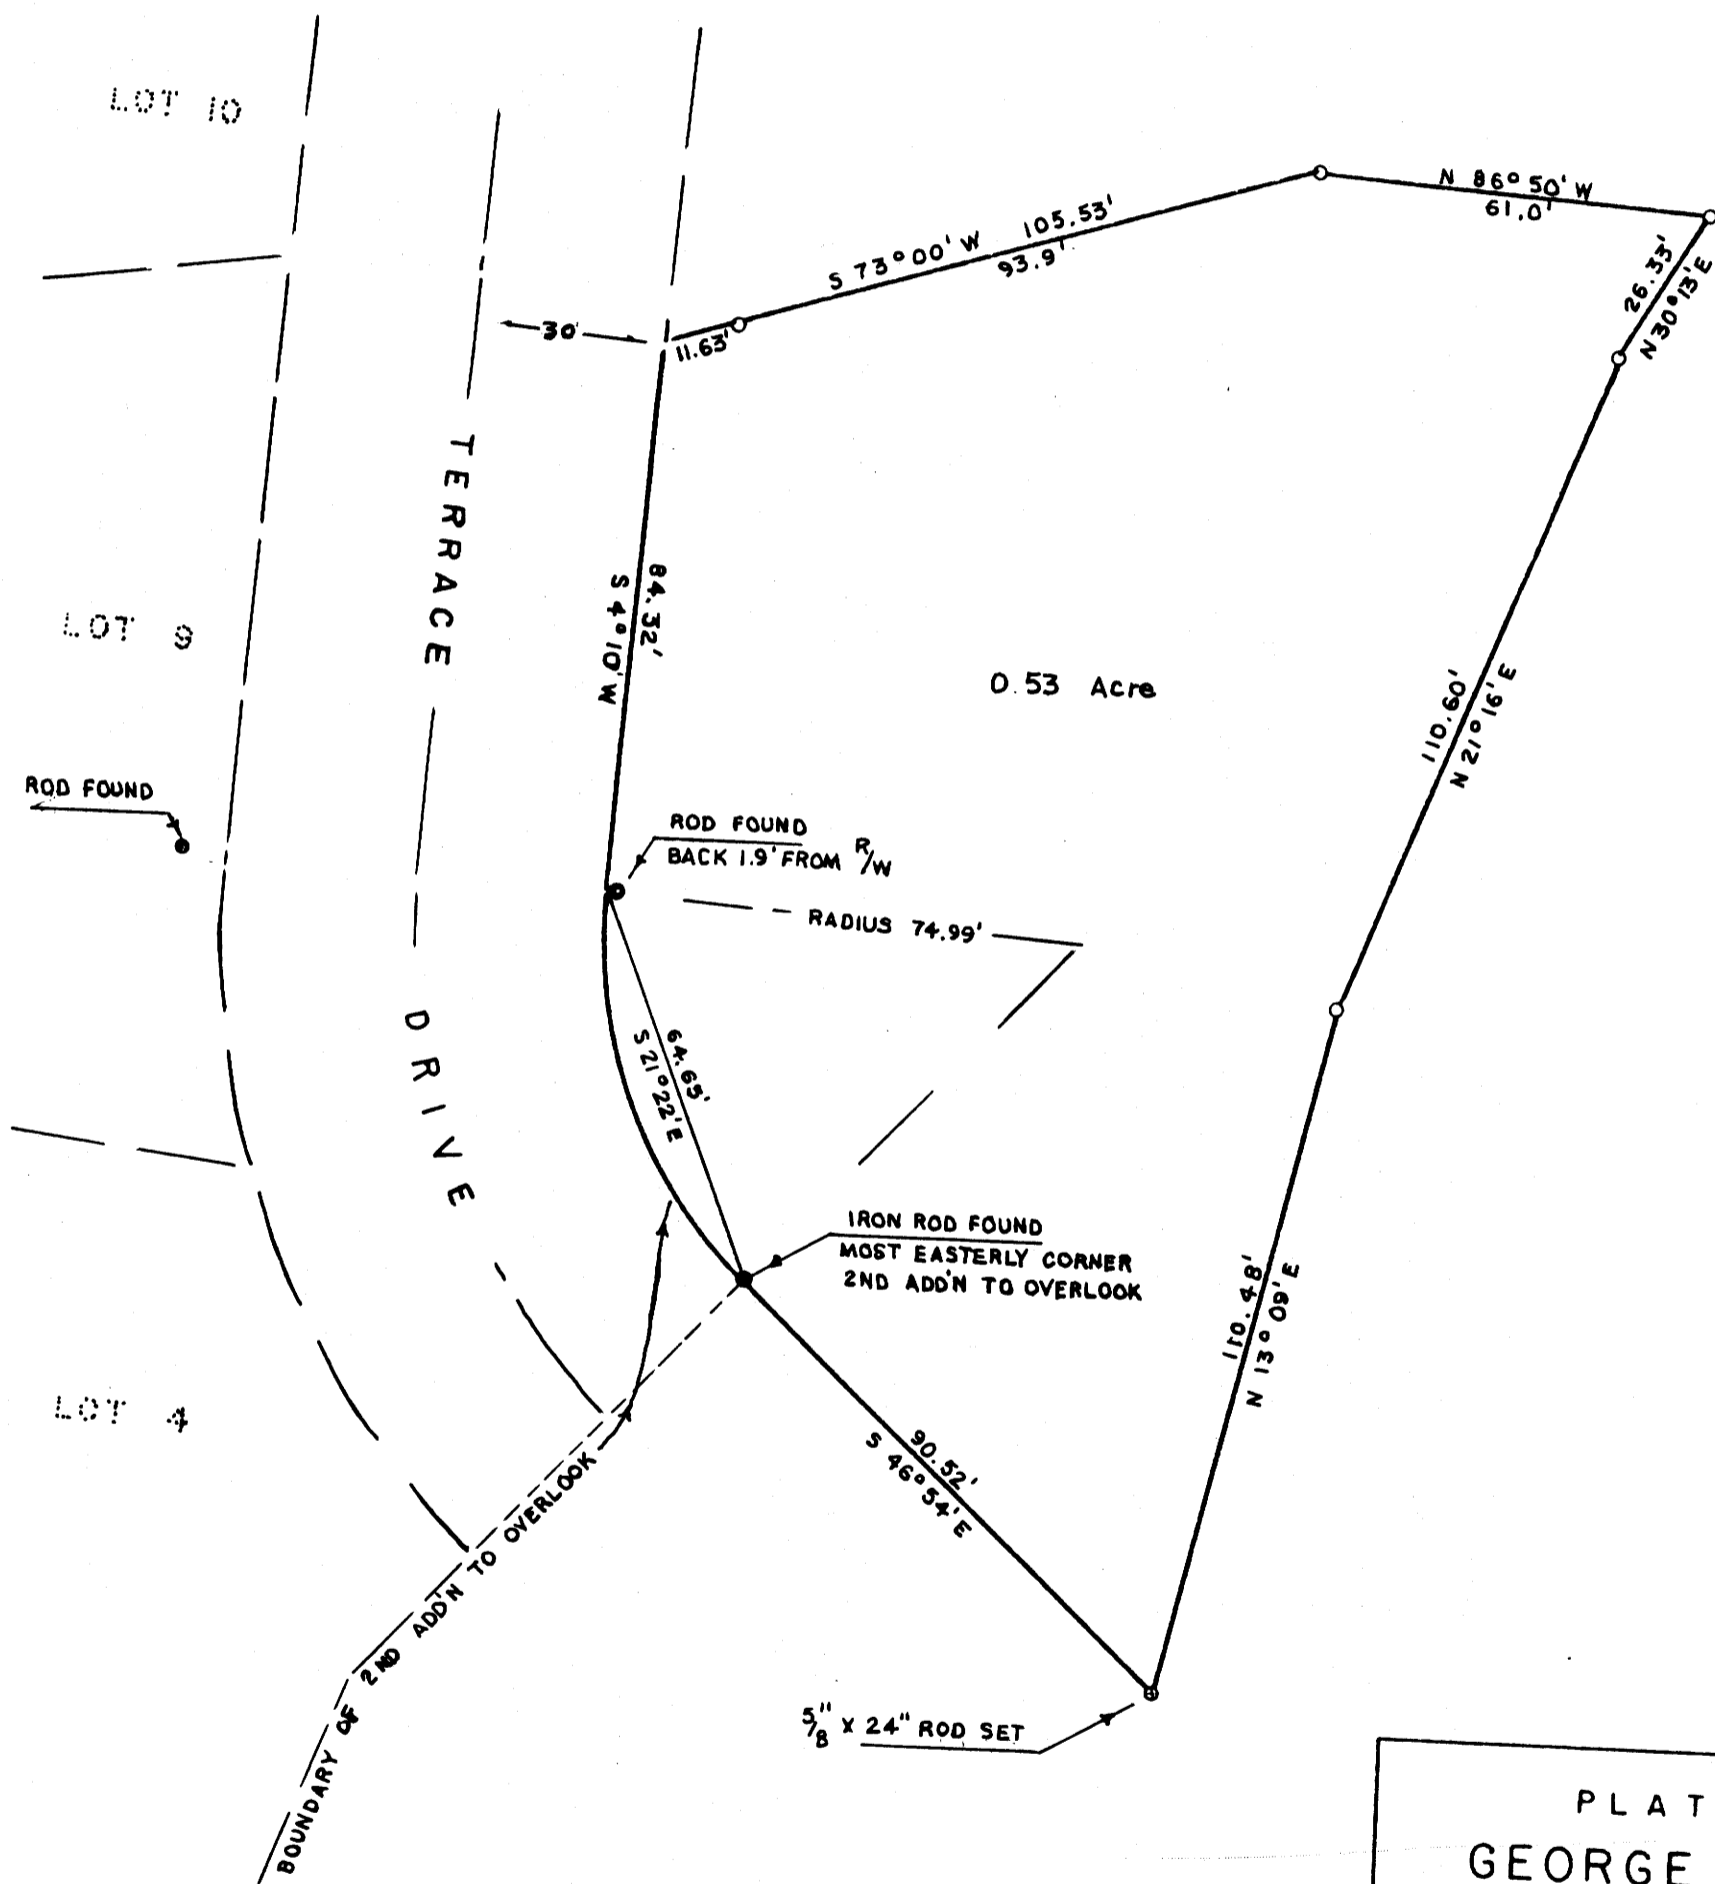 LOT 10
N 86° 50' W
61.0'
105.53'
S 73°00' W
93.9'
26.33'
N 30°13' E
30'
11.63'
TERRACE
84.32'
S 4°10' W
0.53 Acre
110.60'
N 21° 16' E
ROD FOUND
ROD FOUND
BACK 1.9' FROM R/W
RADIUS 74.99'
DRIVE
64.65'
S 21°22' E
IRON ROD FOUND
MOST EASTERLY CORNER
2ND ADD'N TO OVERLOOK
110.48'
N 13° 09' E
LOT 4
90.52'
S 46° 54' E
BOUNDARY OF 2ND ADD'N TO OVERLOOK
5/8" X 24" ROD SET
PLAT
GEORGE
LOT